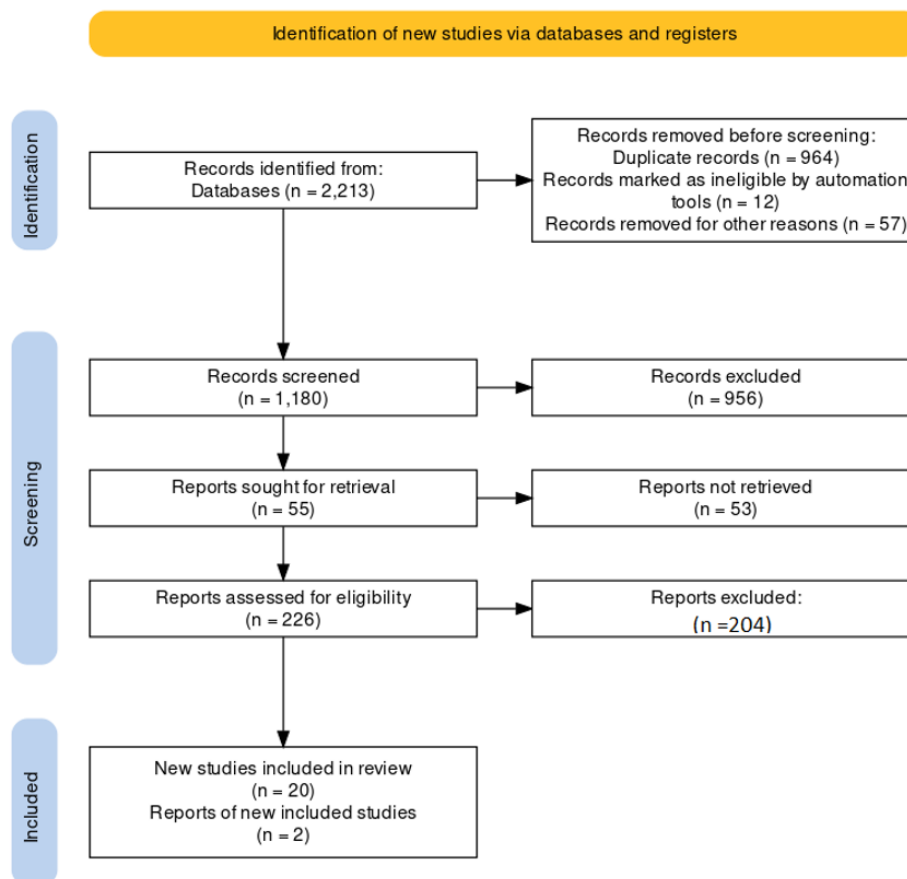 Identification of new studies via databases and registers
Identification
Records identified from:
Databases (n = 2,213)
Records removed before screening:
Duplicate records (n = 964)
Records marked as ineligible by automation
tools (n = 12)
Records removed for other reasons (n = 57)
Screening
Records screened
(n = 1,180)
Records excluded
(n = 956)
Reports sought for retrieval
(n = 55)
Reports not retrieved
(n = 53)
Reports assessed for eligibility
(n = 226)
Reports excluded:
(n =204)
Included
New studies included in review
(n = 20)
Reports of new included studies
(n = 2)